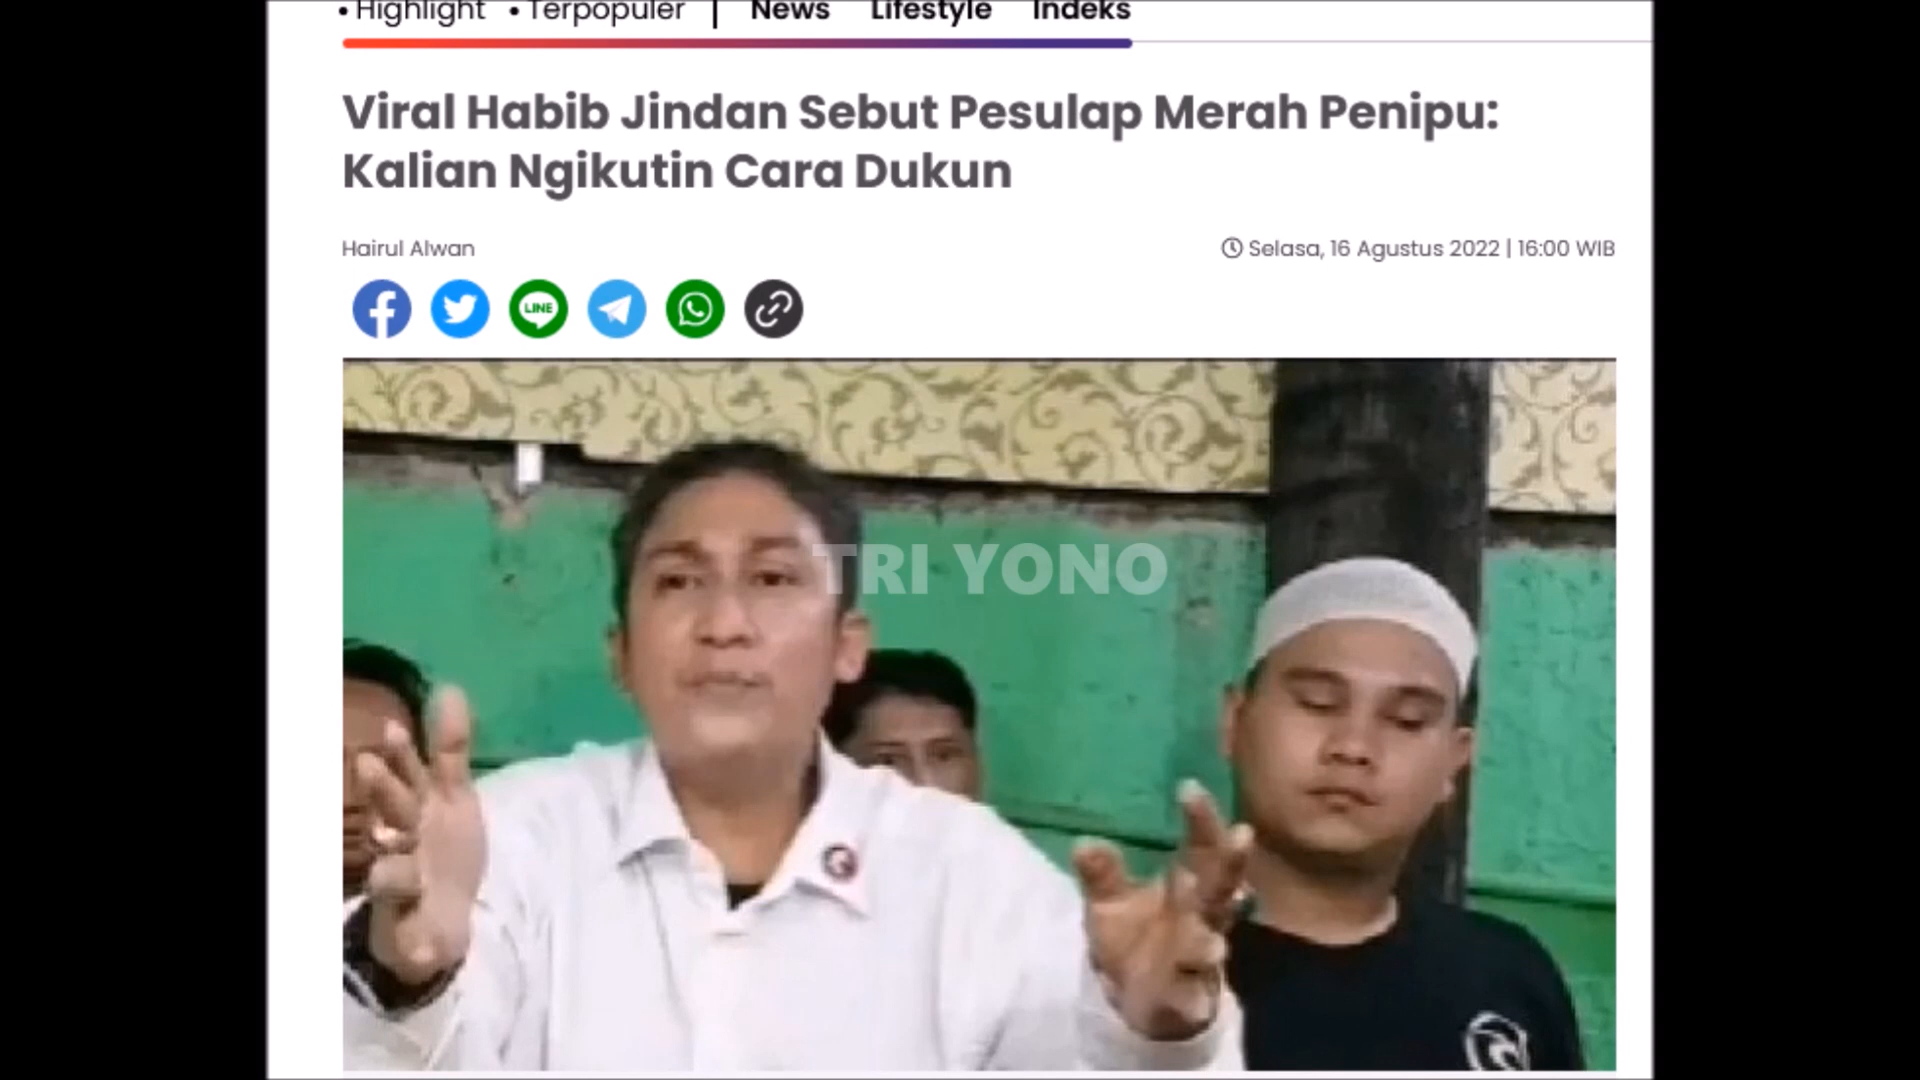 • Highlight • Terpopuler | News Lifestyle Indeks
Viral Habib Jindan Sebut Pesulap Merah Penipu:
Kalian Ngikutin Cara Dukun
Hairul Alwan
Selasa, 16 Agustus 2022 | 16:00 WIB
LINE
TRI YONO